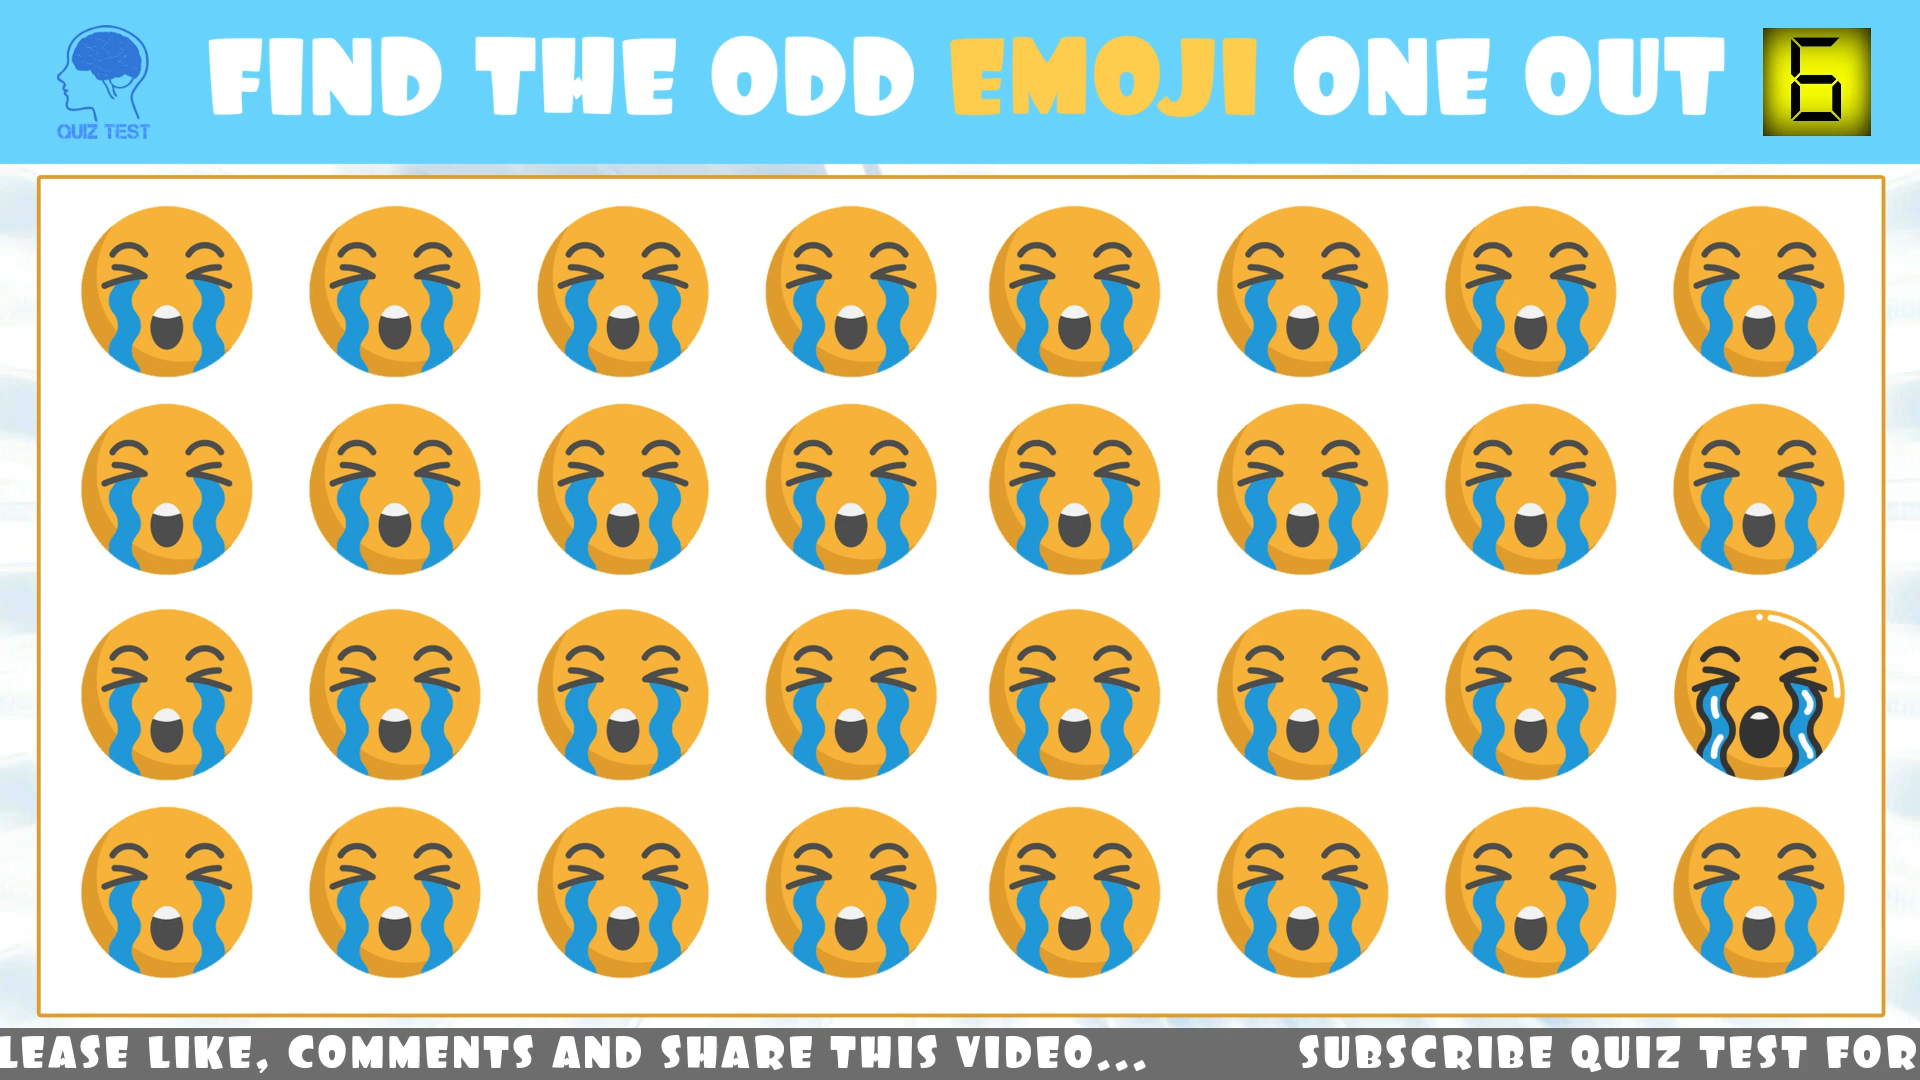 FIND THE ODD EMOJI ONE OUT
6
QUIZ TEST
LEASE LIKE, COMMENTS AND SHARE THIS VIDEO... SUBSCRIBE QUIZ TEST FOR